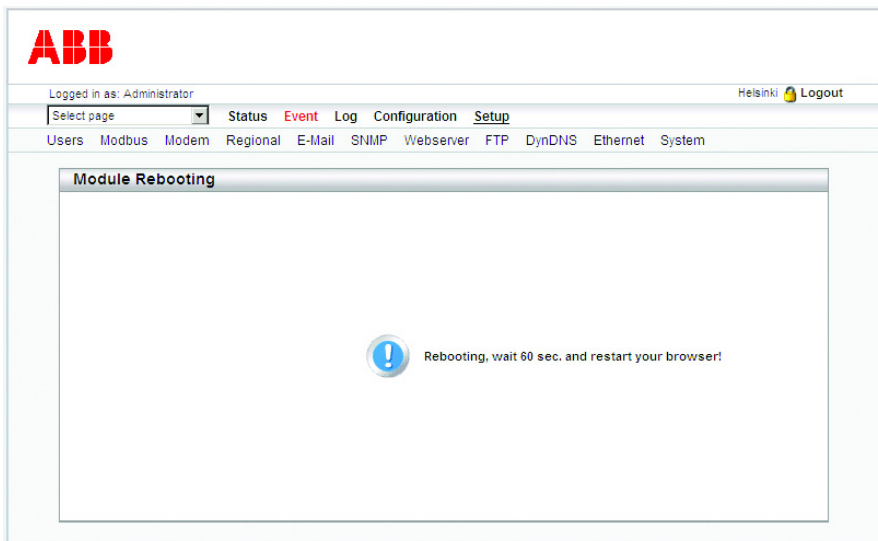 ABB
Logged in as: Administrator Helsinki Logout
Select page Status Event Log Configuration Setup
Users Modbus Modem Regional E-Mail SNMP Webserver FTP DynDNS Ethernet System
Module Rebooting
Rebooting, wait 60 sec. and restart your browser!